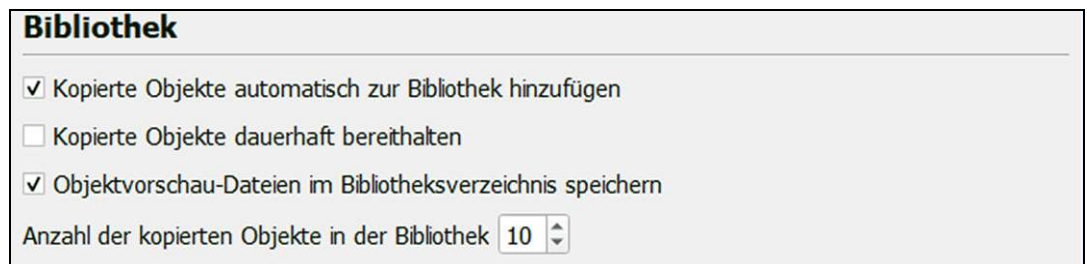 Bibliothek
Kopierte Objekte automatisch zur Bibliothek hinzufügen
Kopierte Objekte dauerhaft bereithalten
Objektvorschau-Dateien im Bibliotheksverzeichnis speichern
Anzahl der kopierten Objekte in der Bibliothek 10